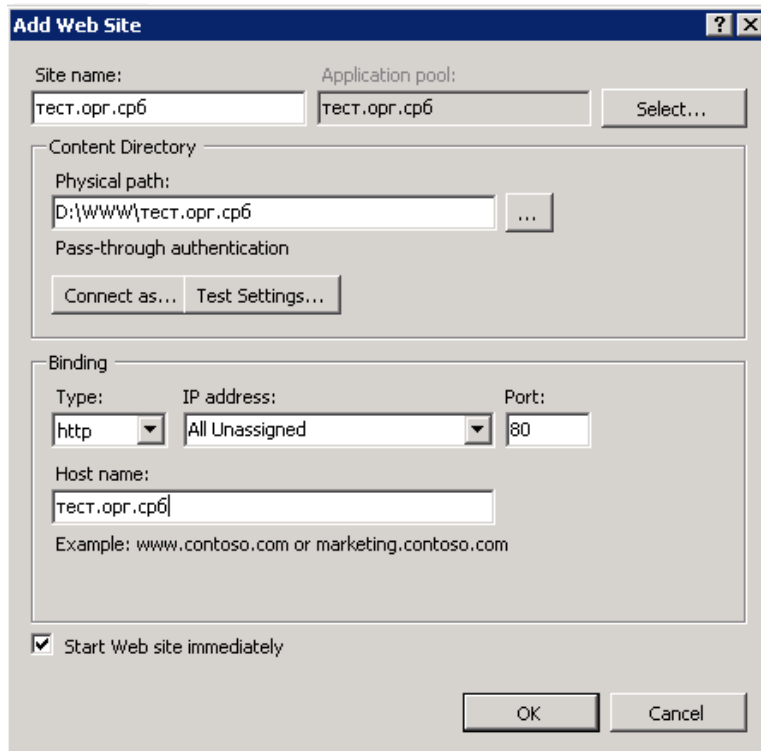 Add Web Site
Site name: Application pool:
тест.орг.срб тест.орг.срб Select...
Content Directory
Physical path:
D:\WWW\тест.орг.срб ...
Pass-through authentication
Connect as... Test Settings...
Binding
Type: IP address: Port:
http All Unassigned 80
Host name:
тест.орг.срб
Example: www.contoso.com or marketing.contoso.com
Start Web site immediately
OK Cancel